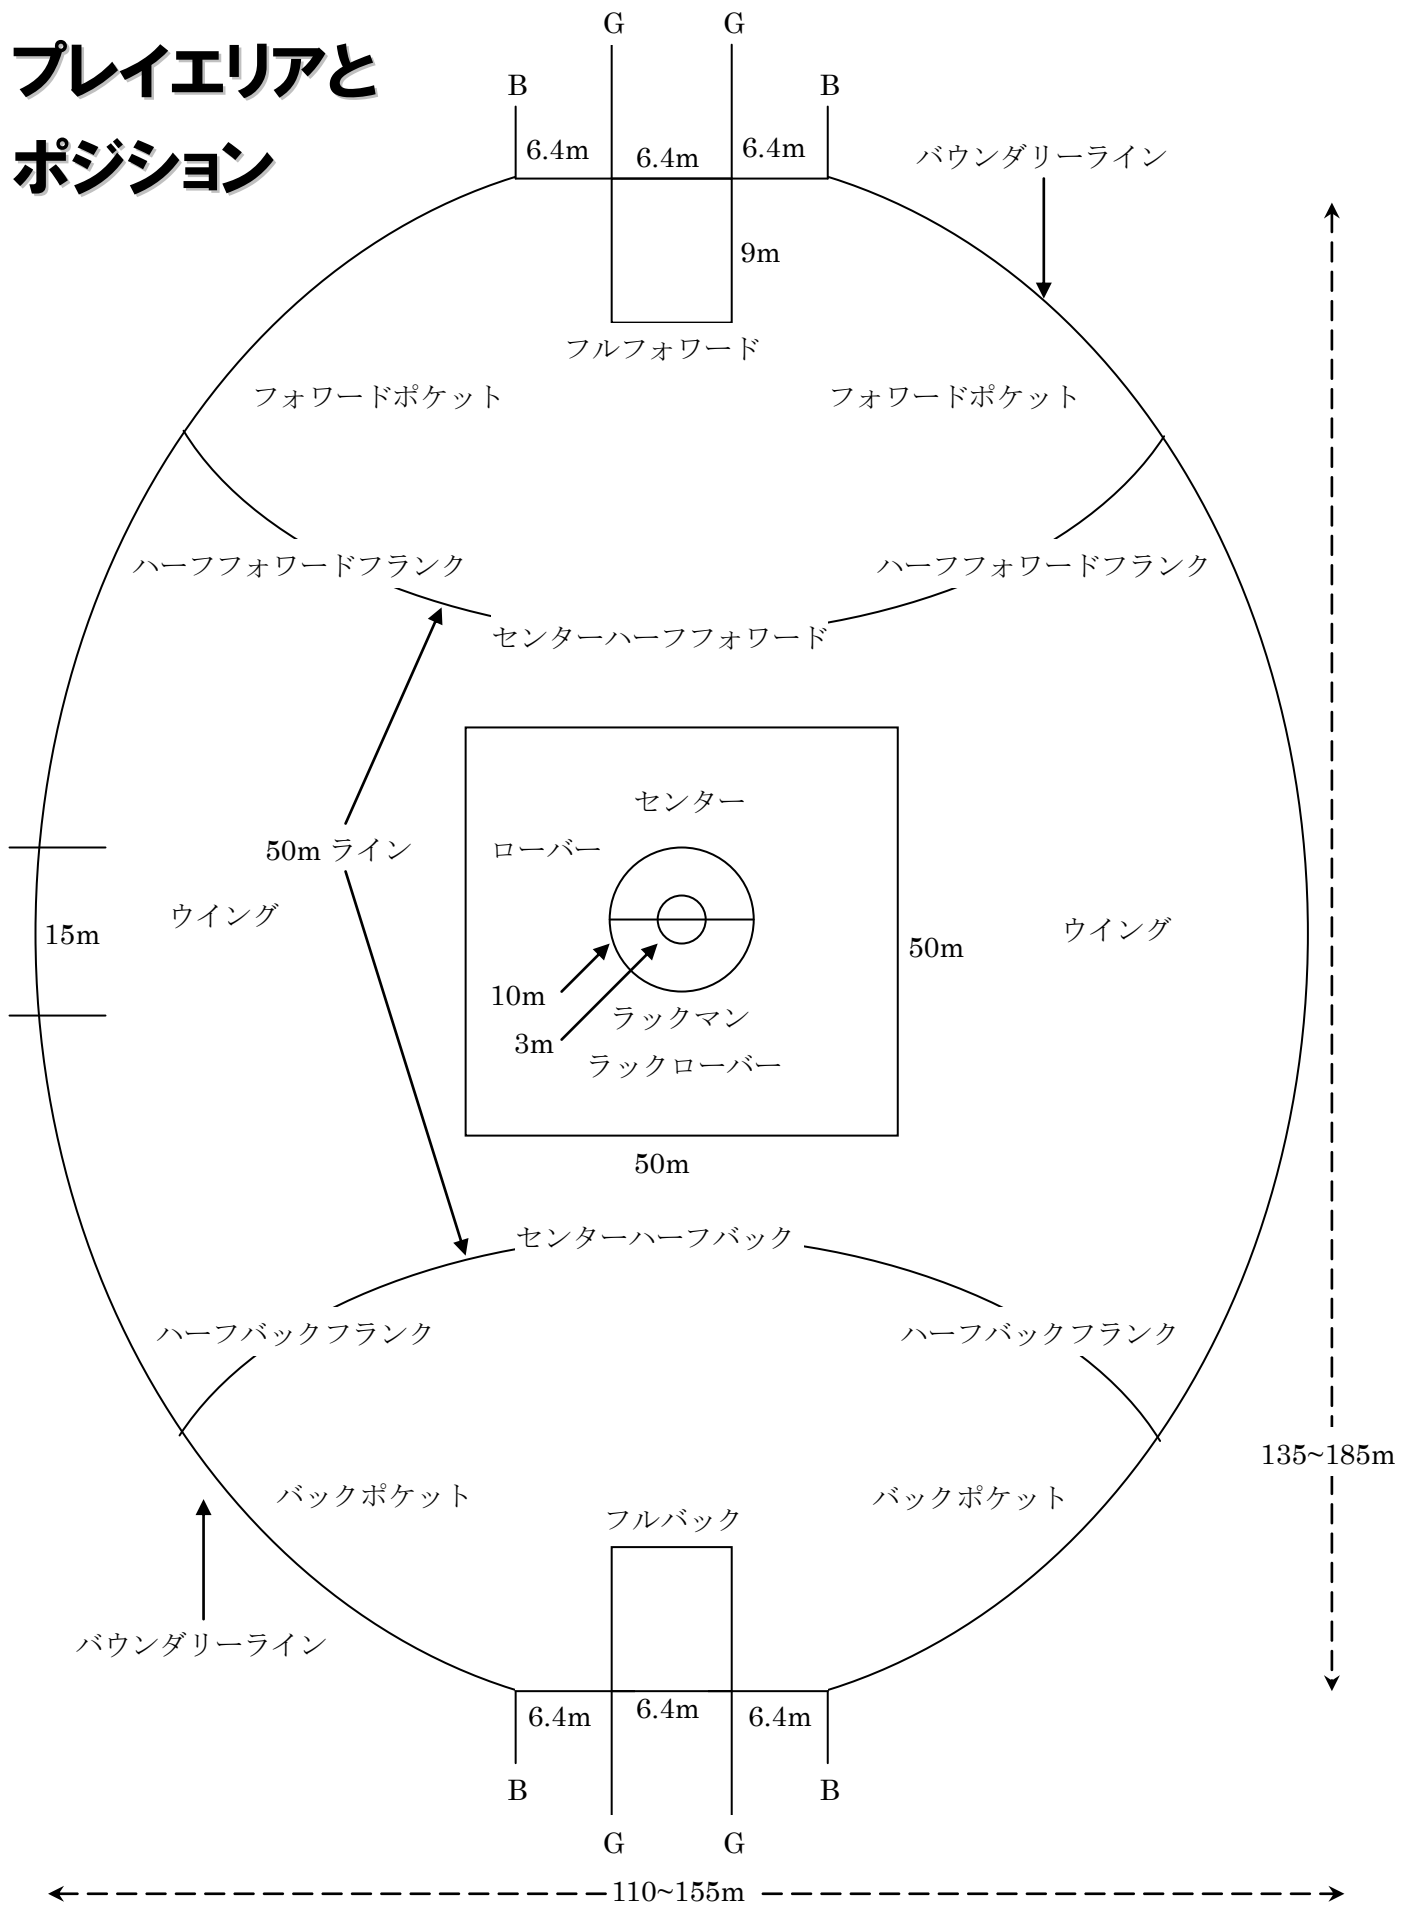 プレイエリアと
ポジション
G G
B B
6.4m 6.4m 6.4m
バウンダリーライン
9m
フルフォワード
フォワードポケット フォワードポケット
ハーフフォワードフランク ハーフフォワードフランク
センターハーフフォワード
センター
50m ライン ローバー
ウイング ウイング
15m 50m
10m
ラックマン
3m
ラックローバー
50m
センターハーフバック
ハーフバックフランク ハーフバックフランク
135~185m
バックポケット バックポケット
フルバック
バウンダリーライン
6.4m 6.4m 6.4m
B B
G G
110~155m